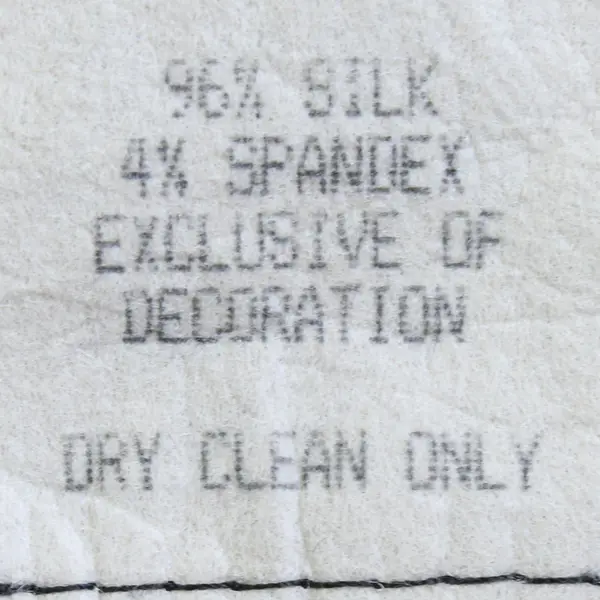 96% SILK
4% SPANDEX
EXCLUSIVE OF
DECORATION
DRY CLEAN ONLY